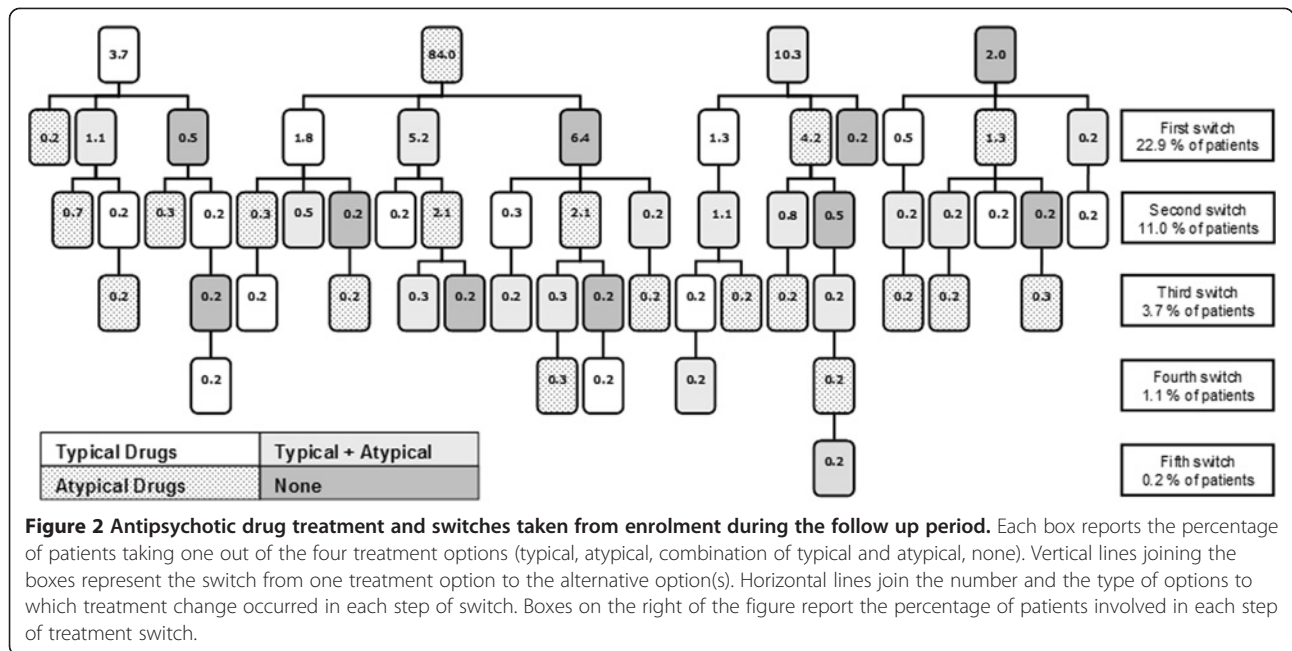 3.7 84.0 10.3 2.0
0.2 1.1 0.5 1.8 5.2 6.4 1.3 4.2 0.2 0.5 1.3 0.2
First switch
22.9 % of patients
0.7 0.2 0.3 0.2 0.3 0.5 0.2 0.2 2.1 0.3 2.1 0.2 1.1 0.8 0.5 0.2 0.2 0.2 0.2 0.2
Second switch
11.0 % of patients
0.2 0.2 0.2 0.2 0.3 0.2 0.2 0.3 0.2 0.2 0.2 0.2 0.2 0.2 0.2 0.2 0.3
Third switch
3.7 % of patients
0.2 0.3 0.2 0.2 0.2
Fourth switch
1.1 % of patients
0.2
Fifth switch
0.2 % of patients
Typical Drugs Typical + Atypical
Atypical Drugs None
Figure 2 Antipsychotic drug treatment and switches taken from enrolment during the follow up period. Each box reports the percentage
of patients taking one out of the four treatment options (typical, atypical, combination of typical and atypical, none). Vertical lines joining the
boxes represent the switch from one treatment option to the alternative option(s). Horizontal lines join the number and the type of options to
which treatment change occurred in each step of switch. Boxes on the right of the figure report the percentage of patients involved in each step
of treatment switch.